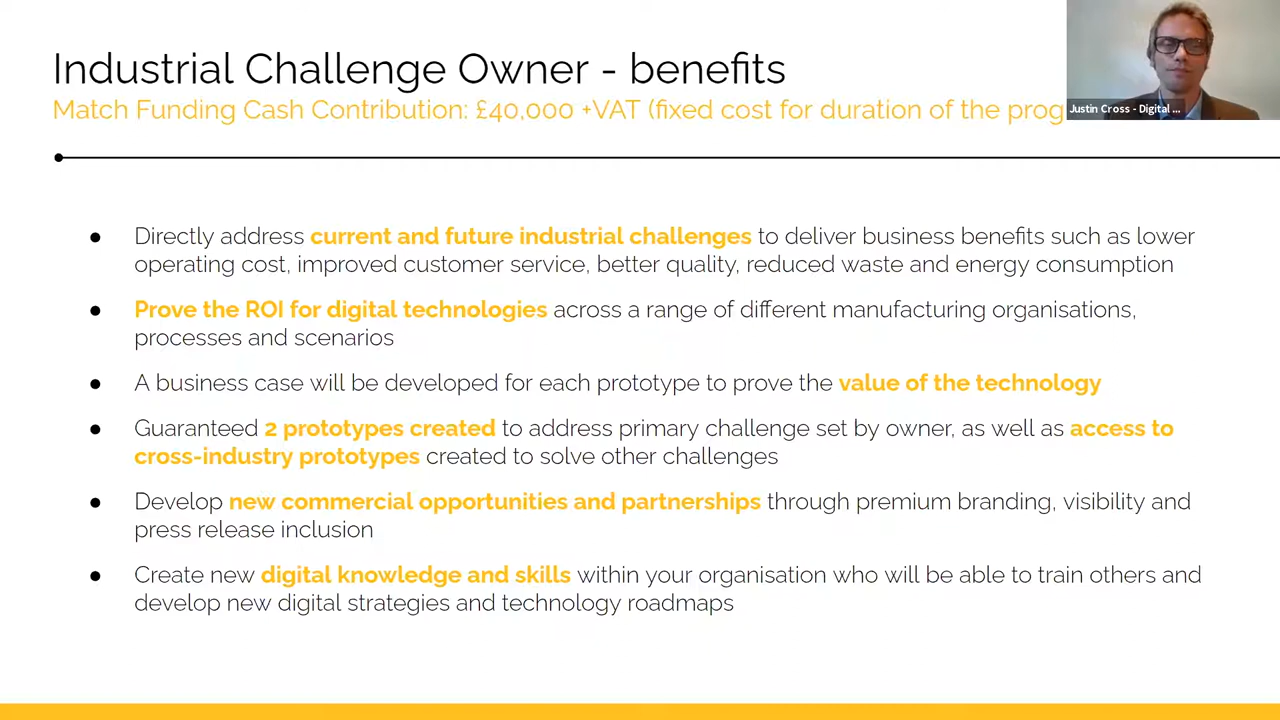 Industrial Challenge Owner - benefits
Match Funding Cash Contribution: £40,000 +VAT (fixed cost for duration of the prog
Justin Cross - Digital ...
● Directly address current and future industrial challenges to deliver business benefits such as lower
operating cost, improved customer service, better quality, reduced waste and energy consumption
● Prove the ROI for digital technologies across a range of different manufacturing organisations,
processes and scenarios
● A business case will be developed for each prototype to prove the value of the technology
● Guaranteed 2 prototypes created to address primary challenge set by owner, as well as access to
cross-industry prototypes created to solve other challenges
● Develop new commercial opportunities and partnerships through premium branding, visibility and
press release inclusion
● Create new digital knowledge and skills within your organisation who will be able to train others and
develop new digital strategies and technology roadmaps